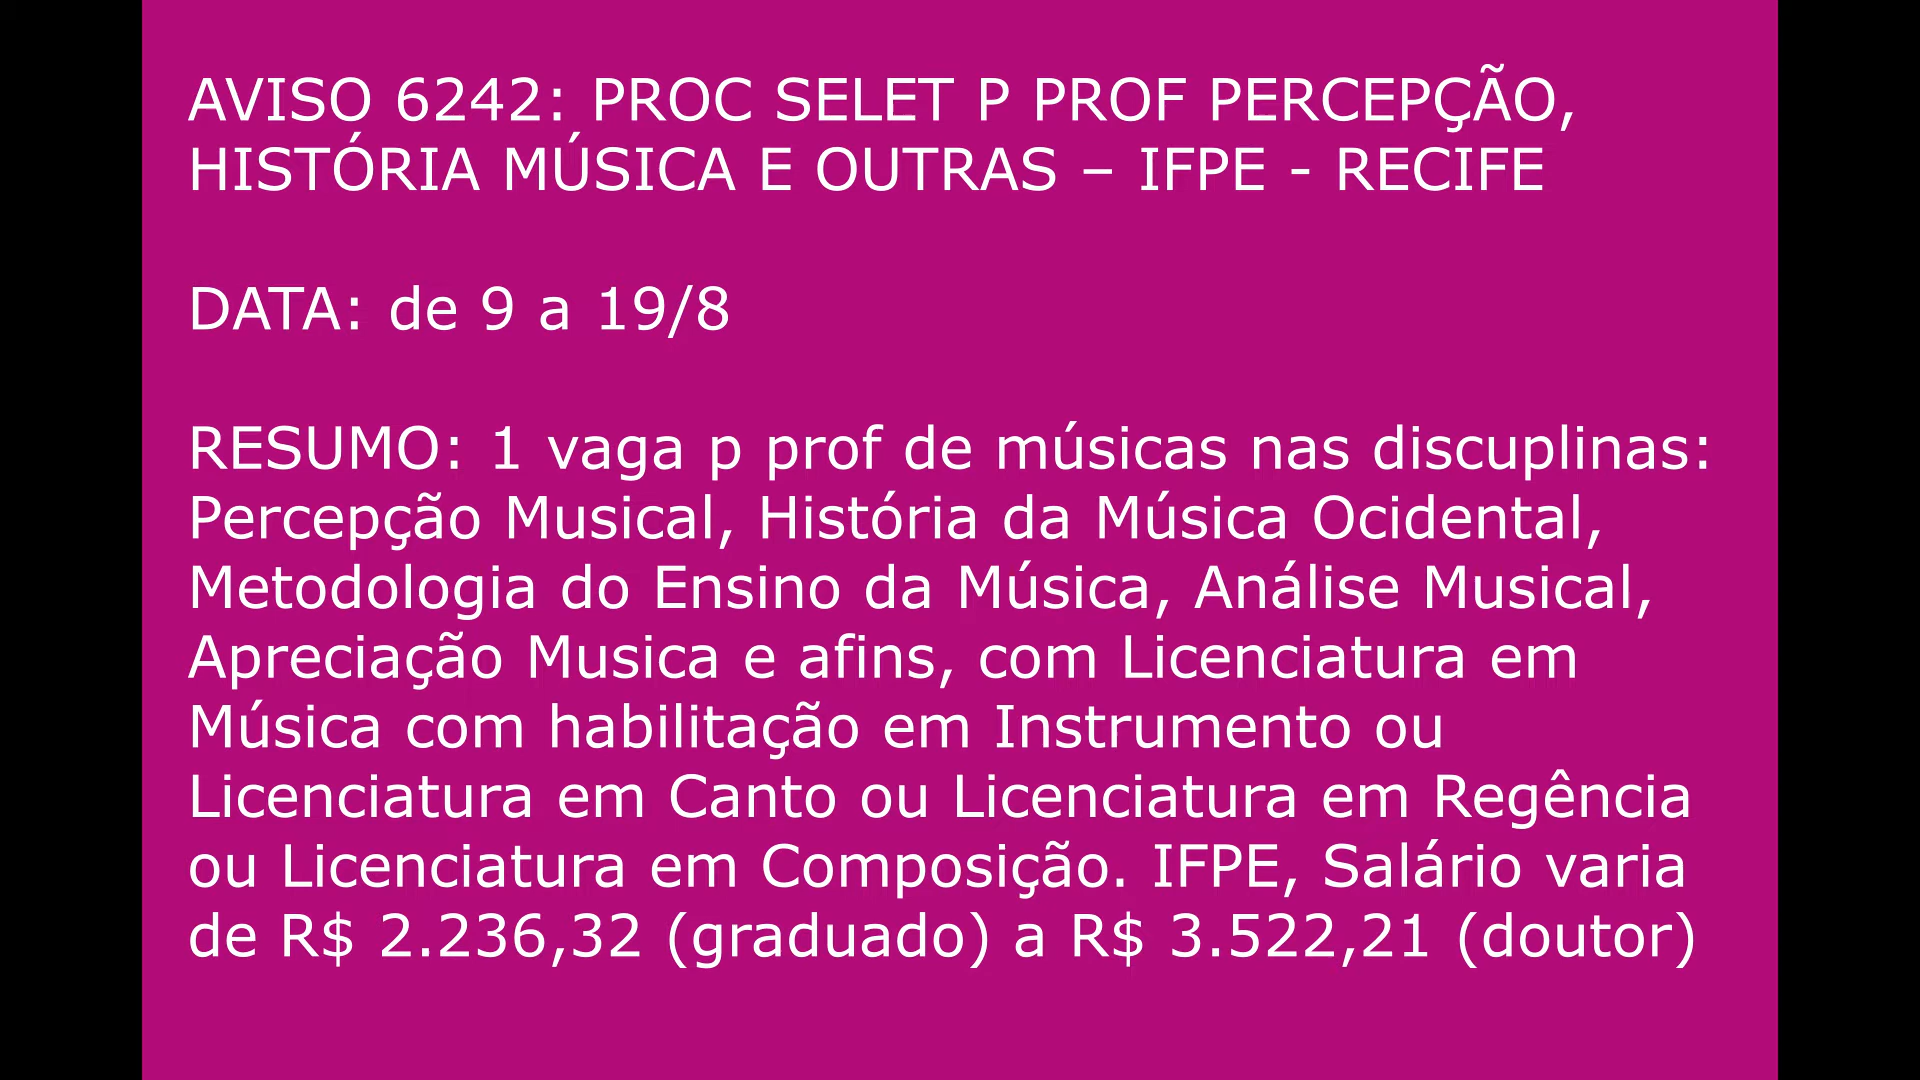 AVISO 6242: PROC SELET P PROF PERCEPÇÃO,
HISTÓRIA MÚSICA E OUTRAS – IFPE - RECIFE
DATA: de 9 a 19/8
RESUMO: 1 vaga p prof de músicas nas discuplinas:
Percepção Musical, História da Música Ocidental,
Metodologia do Ensino da Música, Análise Musical,
Apreciação Musica e afins, com Licenciatura em
Música com habilitação em Instrumento ou
Licenciatura em Canto ou Licenciatura em Regência
ou Licenciatura em Composição. IFPE, Salário varia
de R$ 2.236,32 (graduado) a R$ 3.522,21 (doutor)